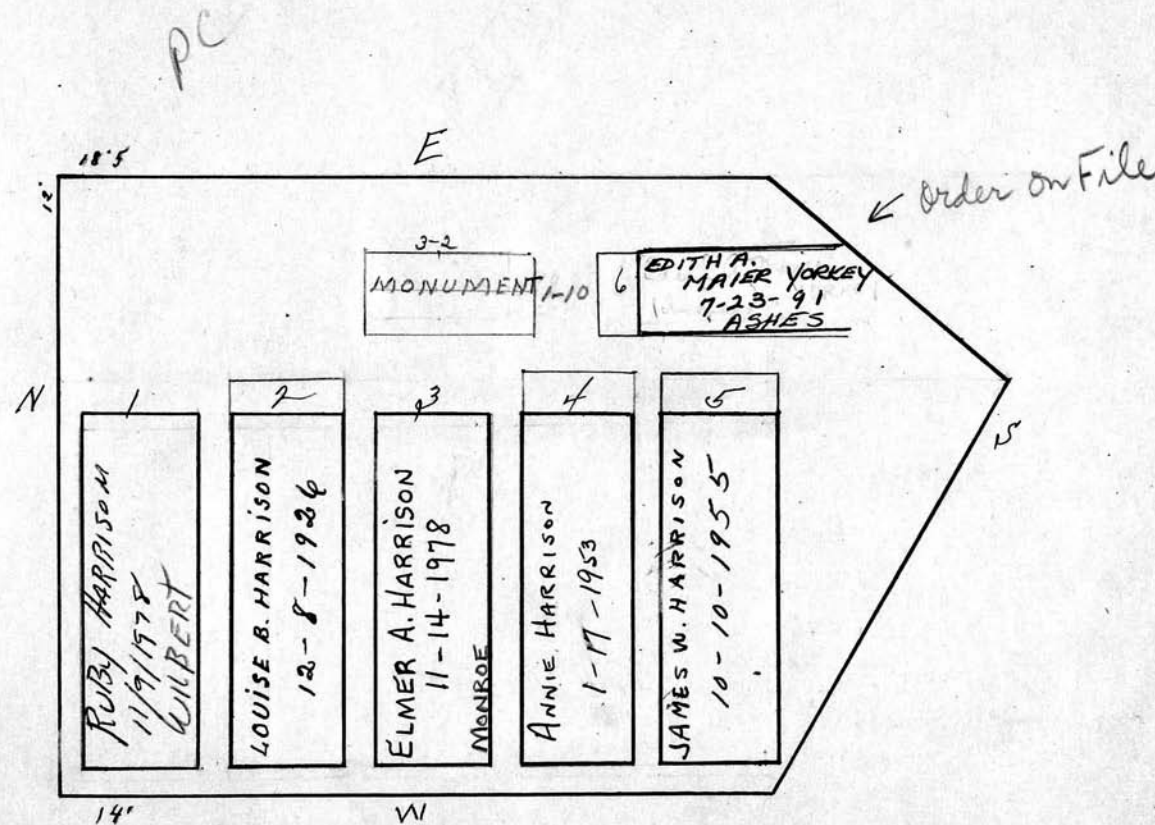 PC
18'5
E
12'
Order on File
3-2
MONUMENT
1-10
6
EDITH A.
MAIER YORKEY
7-23-91
ASHES
N
1
2
3
4
5
S
RUBY HARRISON
11/9/1978
WILBERT
LOUISE B. HARRISON
12-8-1926
ELMER A. HARRISON
11-14-1978
MONROE
ANNIE HARRISON
1-17-1953
JAMES W. HARRISON
10-10-1955
14'
W